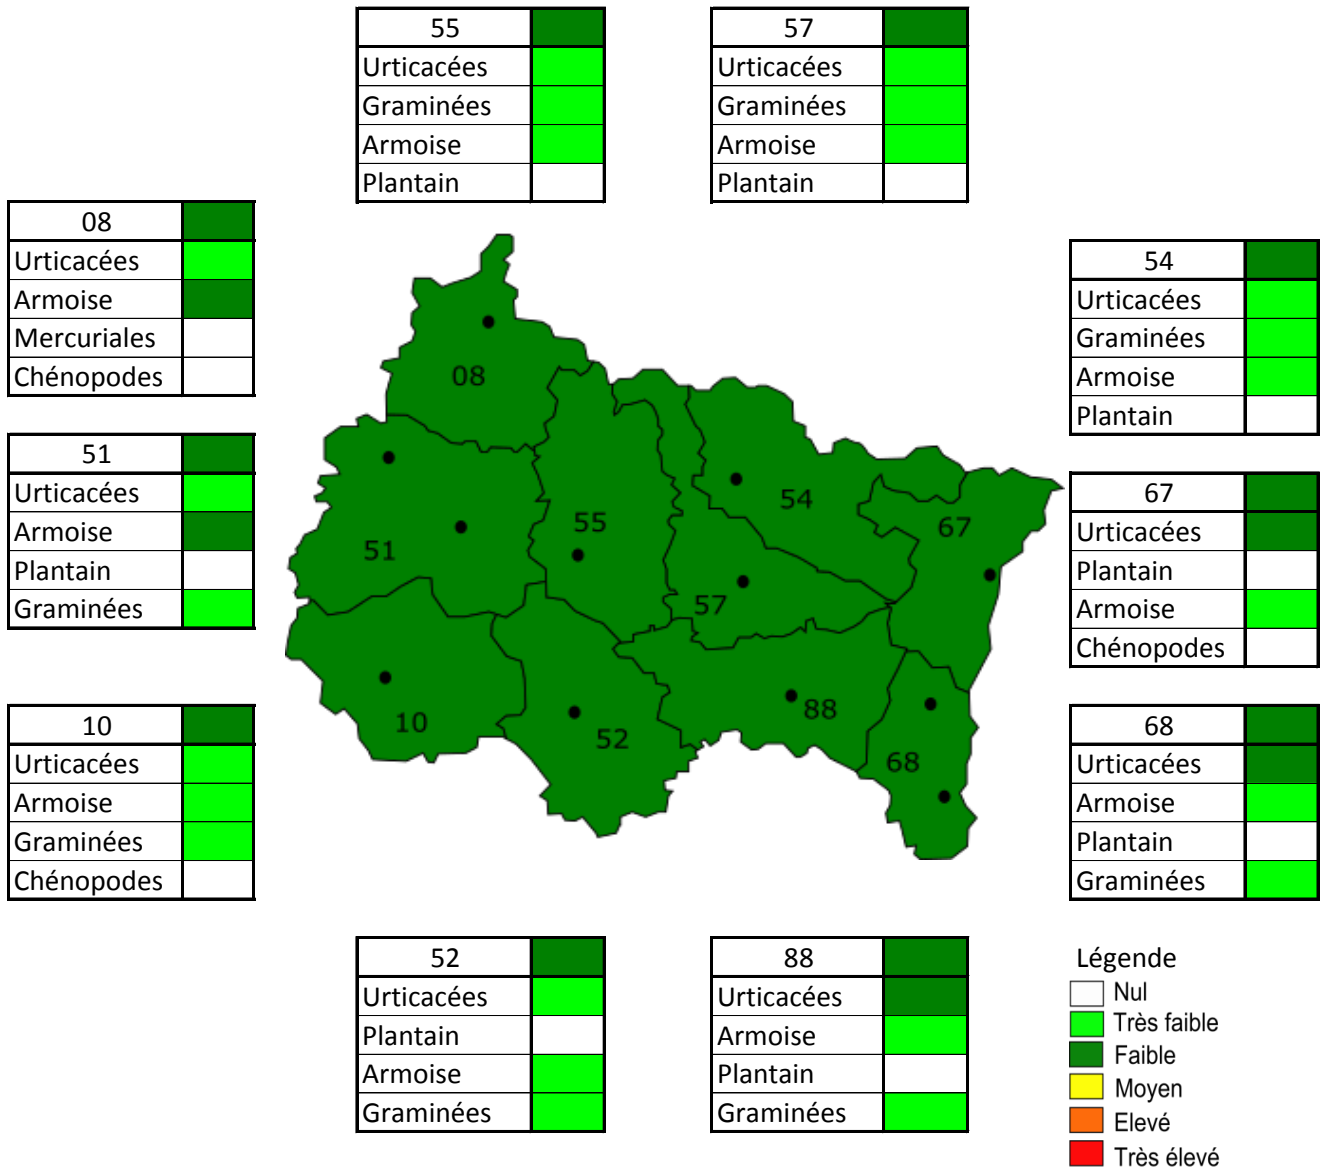 55
Urticacées
Graminées
Armoise
Plantain
57
Urticacées
Graminées
Armoise
Plantain
08
Urticacées
Armoise
Mercuriales
Chénopodes
51
Urticacées
Armoise
Plantain
Graminées
10
Urticacées
Armoise
Graminées
Chénopodes
08
51
55
54
67
57
10
52
88
68
54
Urticacées
Graminées
Armoise
Plantain
67
Urticacées
Plantain
Armoise
Chénopodes
68
Urticacées
Armoise
Plantain
Graminées
52
Urticacées
Plantain
Armoise
Graminées
88
Urticacées
Armoise
Plantain
Graminées
Légende
Nul
Très faible
Faible
Moyen
Elevé
Très élevé